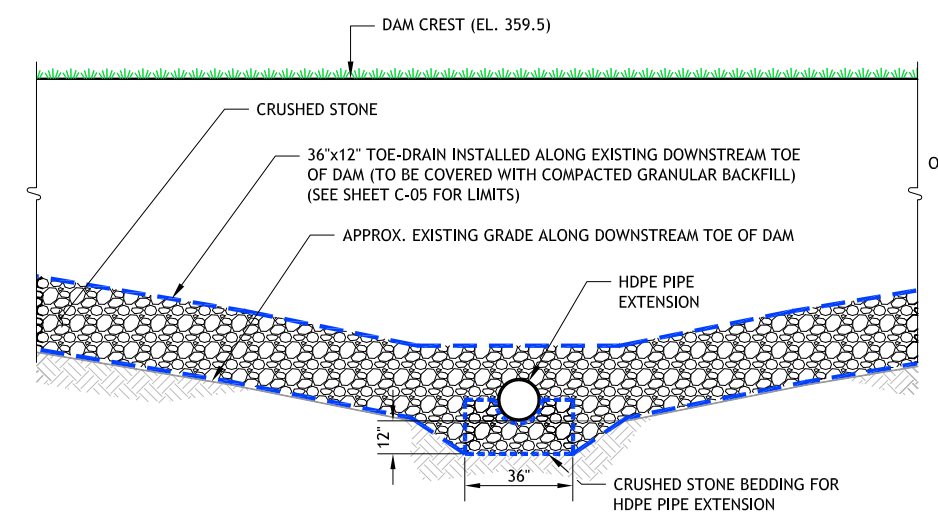 DAM CREST (EL. 359.5)
CRUSHED STONE
36"x12" TOE-DRAIN INSTALLED ALONG EXISTING DOWNSTREAM TOE
OF DAM (TO BE COVERED WITH COMPACTED GRANULAR BACKFILL)
(SEE SHEET C-05 FOR LIMITS)
O
APPROX. EXISTING GRADE ALONG DOWNSTREAM TOE OF DAM
HDPE PIPE
EXTENSION
12"
36"
CRUSHED STONE BEDDING FOR
HDPE PIPE EXTENSION